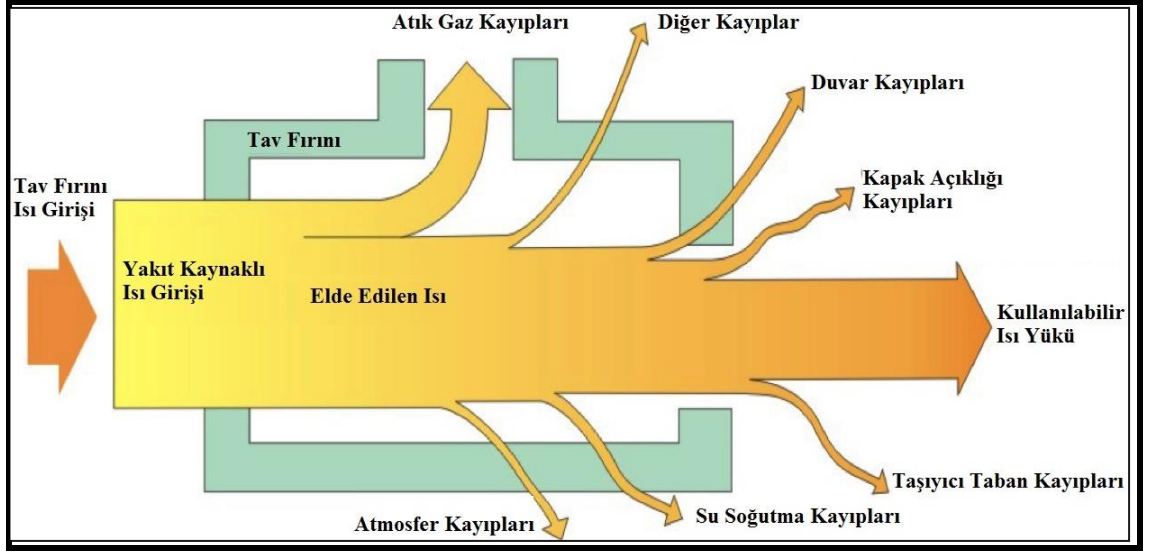 Atık Gaz Kayıpları
Diğer Kayıplar
Duvar Kayıpları
Tav Fırını
Kapak Açıklığı
Kayıpları
Tav Fırını
Isı Girişi
Yakıt Kaynaklı
Isı Girişi
Elde Edilen Isı
Kullanılabilir
Isı Yükü
Taşıyıcı Taban Kayıpları
Su Soğutma Kayıpları
Atmosfer Kayıpları